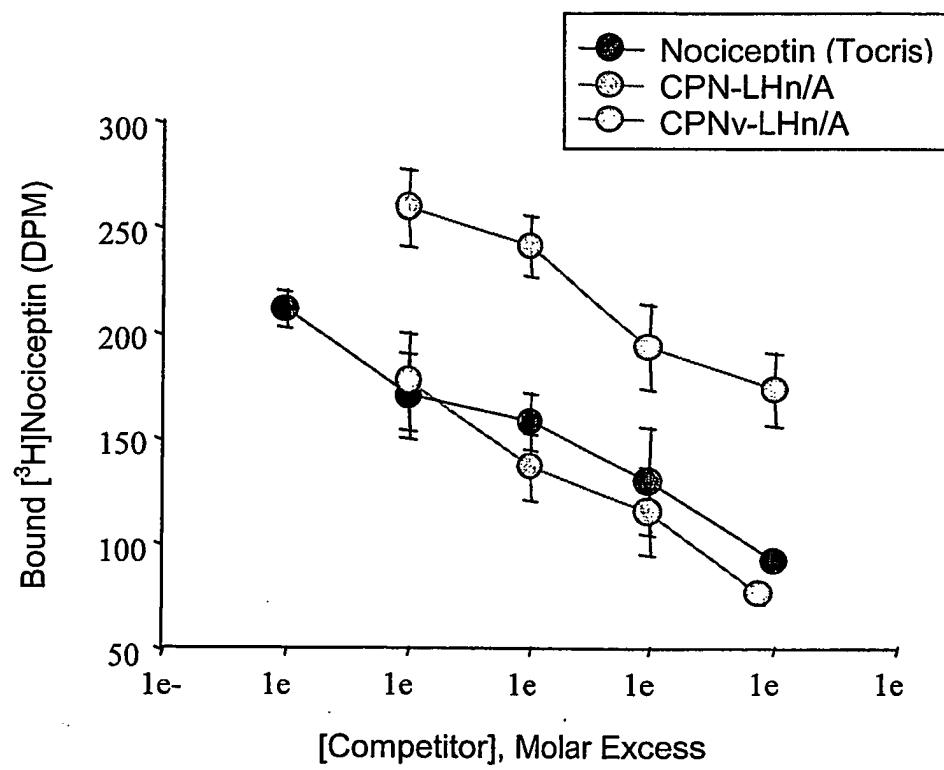 Nociceptin (Tocris)
CPN-LHn/A
CPNv-LHn/A
Bound [³H]Nociceptin (DPM)
300
250
200
150
100
50
1e- 1e 1e 1e 1e 1e
[Competitor], Molar Excess